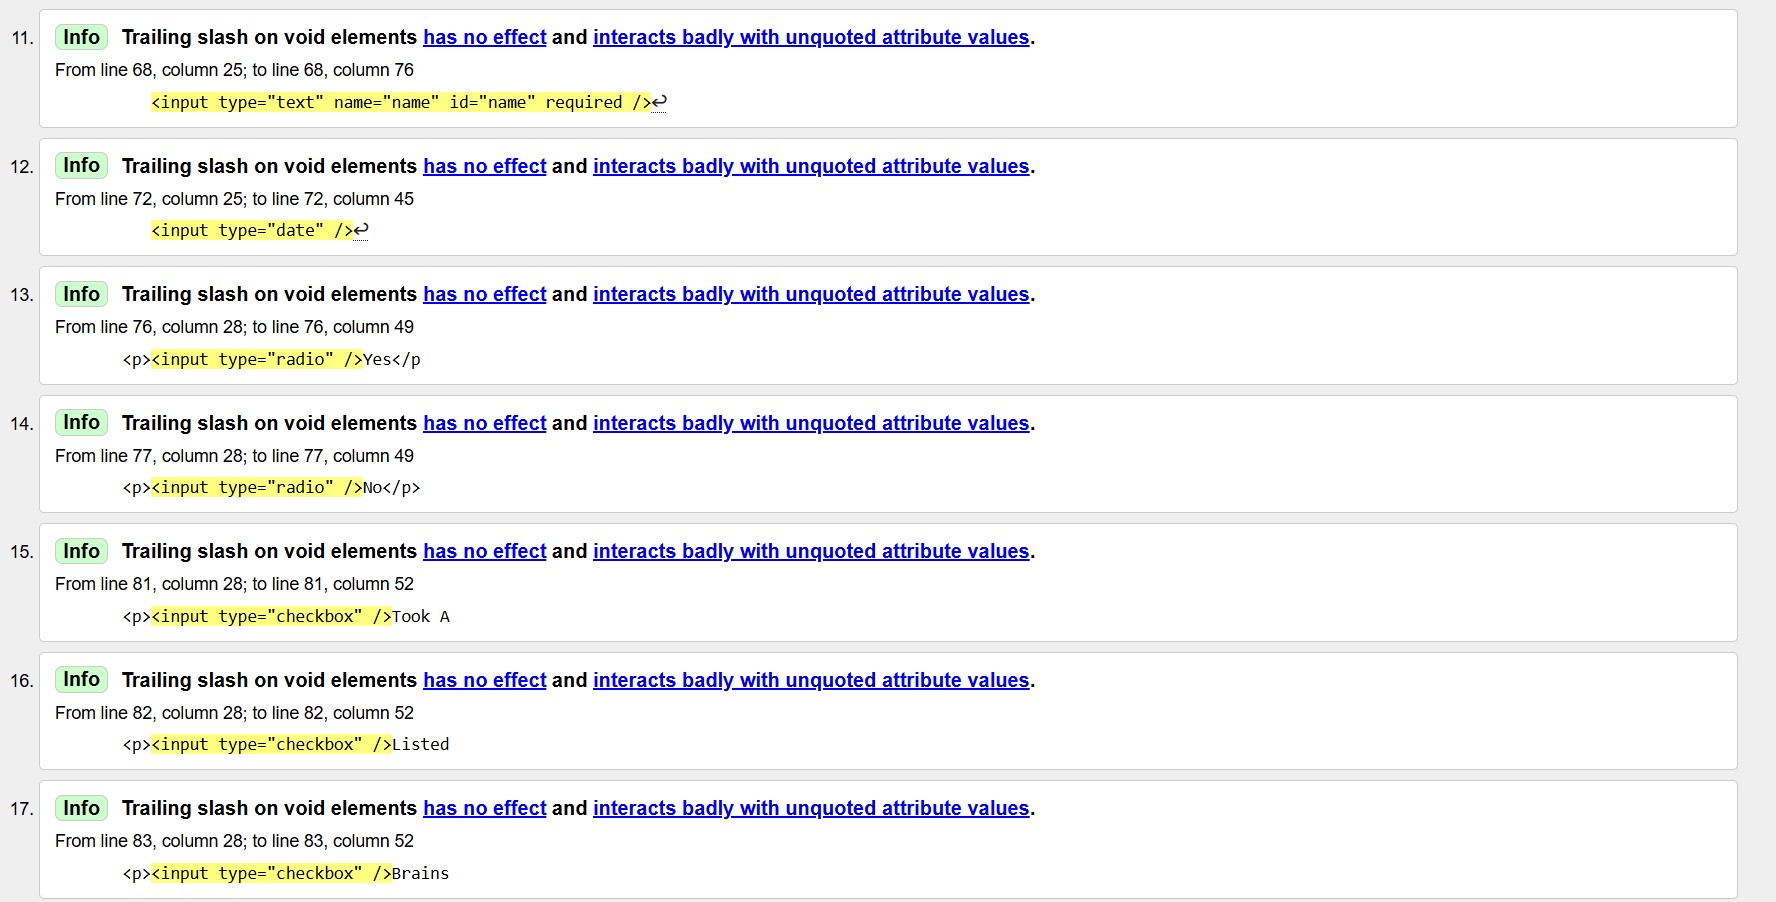 11. Info Trailing slash on void elements has no effect and interacts badly with unquoted attribute values.
From line 68, column 25; to line 68, column 76
<input type="text" name="name" id="name" required />↩
12. Info Trailing slash on void elements has no effect and interacts badly with unquoted attribute values.
From line 72, column 25; to line 72, column 45
<input type="date" />↩
13. Info Trailing slash on void elements has no effect and interacts badly with unquoted attribute values.
From line 76, column 28; to line 76, column 49
<p><input type="radio" />Yes</p
14. Info Trailing slash on void elements has no effect and interacts badly with unquoted attribute values.
From line 77, column 28; to line 77, column 49
<p><input type="radio" />No</p>
15. Info Trailing slash on void elements has no effect and interacts badly with unquoted attribute values.
From line 81, column 28; to line 81, column 52
<p><input type="checkbox" />Took A
16. Info Trailing slash on void elements has no effect and interacts badly with unquoted attribute values.
From line 82, column 28; to line 82, column 52
<p><input type="checkbox" />Listed
17. Info Trailing slash on void elements has no effect and interacts badly with unquoted attribute values.
From line 83, column 28; to line 83, column 52
<p><input type="checkbox" />Brains